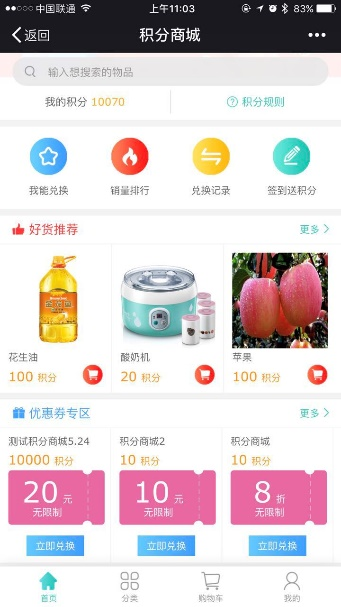 中国联通 上午11:03 83%
返回 积分商城
输入想搜索的物品
我的积分 10070 积分规则
我能兑换 销量排行 兑换记录 签到送积分
好货推荐 更多
花生油 酸奶机 苹果
100 积分 20 积分 100 积分
优惠券专区 更多
测试积分商城5.24 积分商城2 积分商城
10000 积分 10 积分 10 积分
20 元 10 元 8 折
无限制 无限制 无限制
立即兑换 立即兑换 立即兑换
首页 分类 购物车 我的